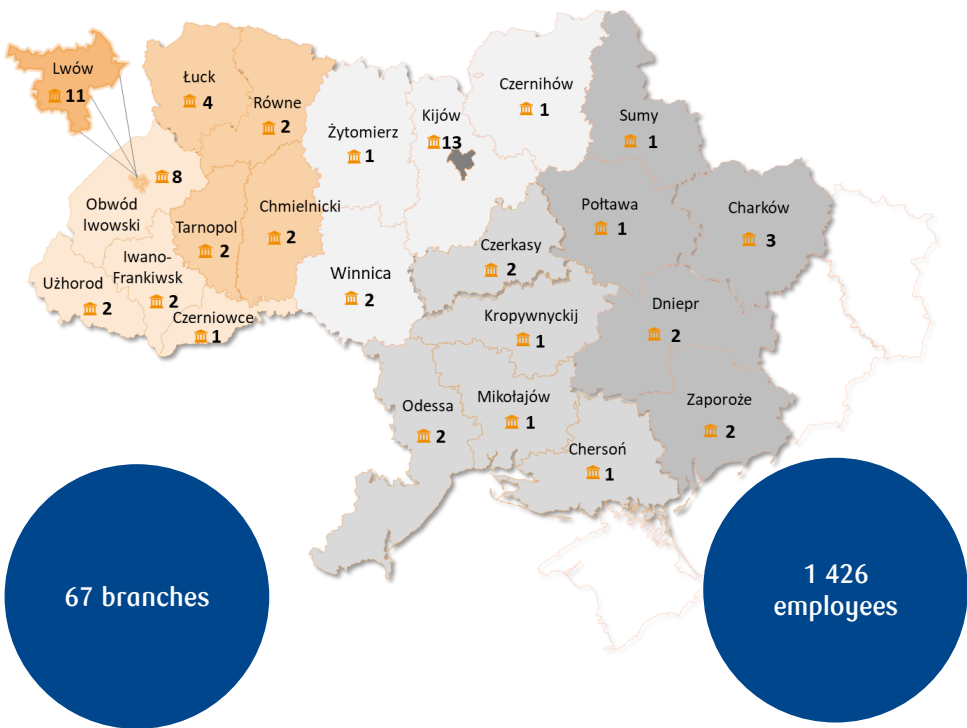 Lwów
11
Łuck
4
Równe
2
Żytomierz
1
Kijów
13
Czernihów
1
Sumy
1
8
Obwód
lwowski
Tarnopol
2
Chmielnicki
2
Połtawa
1
Charków
3
Użhorod
2
Iwano-
Frankiwsk
2
Czerniowce
1
Winnica
2
Czerkasy
2
Kropywnyckij
1
Dniepr
2
Odessa
2
Mikołajów
1
Chersoń
1
Zaporoże
2
67 branches
1 426
employees